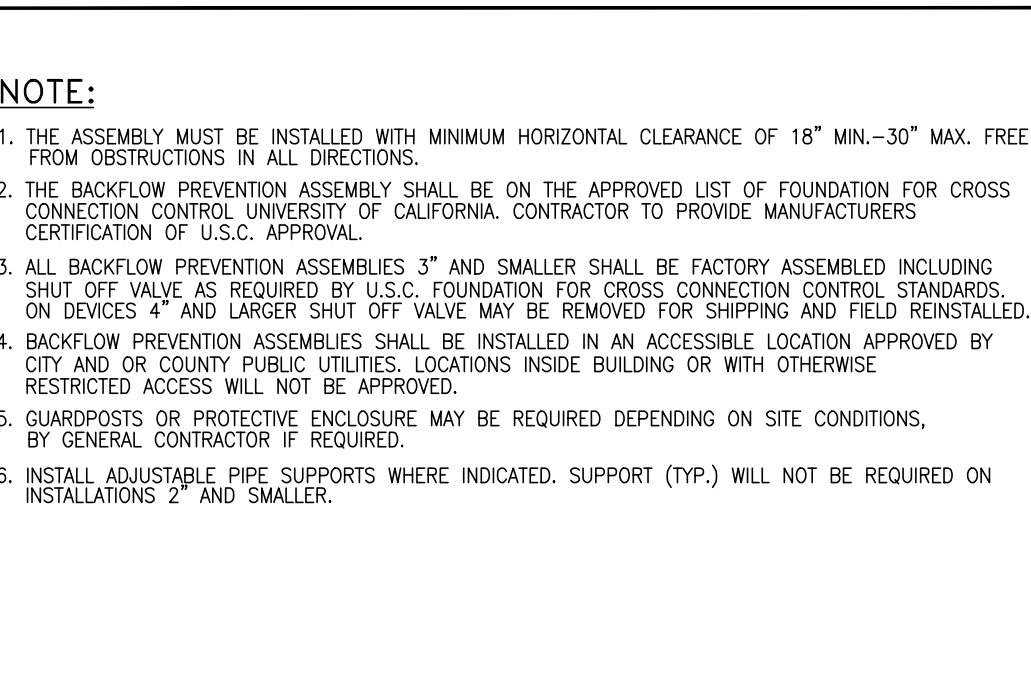 NOTE:
1. THE ASSEMBLY MUST BE INSTALLED WITH MINIMUM HORIZONTAL CLEARANCE OF 18" MIN.-30" MAX. FREE
FROM OBSTRUCTIONS IN ALL DIRECTIONS.
2. THE BACKFLOW PREVENTION ASSEMBLY SHALL BE ON THE APPROVED LIST OF FOUNDATION FOR CROSS
CONNECTION CONTROL UNIVERSITY OF CALIFORNIA. CONTRACTOR TO PROVIDE MANUFACTURERS
CERTIFICATION OF U.S.C. APPROVAL.
3. ALL BACKFLOW PREVENTION ASSEMBLIES 3" AND SMALLER SHALL BE FACTORY ASSEMBLED INCLUDING
SHUT OFF VALVE AS REQUIRED BY U.S.C. FOUNDATION FOR CROSS CONNECTION CONTROL STANDARDS.
ON DEVICES 4" AND LARGER SHUT OFF VALVE MAY BE REMOVED FOR SHIPPING AND FIELD REINSTALLED.
4. BACKFLOW PREVENTION ASSEMBLIES SHALL BE INSTALLED IN AN ACCESSIBLE LOCATION APPROVED BY
CITY AND OR COUNTY PUBLIC UTILITIES. LOCATIONS INSIDE BUILDING OR WITH OTHERWISE
RESTRICTED ACCESS WILL NOT BE APPROVED.
5. GUARDPOSTS OR PROTECTIVE ENCLOSURE MAY BE REQUIRED DEPENDING ON SITE CONDITIONS,
BY GENERAL CONTRACTOR IF REQUIRED.
6. INSTALL ADJUSTABLE PIPE SUPPORTS WHERE INDICATED. SUPPORT (TYP.) WILL NOT BE REQUIRED ON
INSTALLATIONS 2" AND SMALLER.